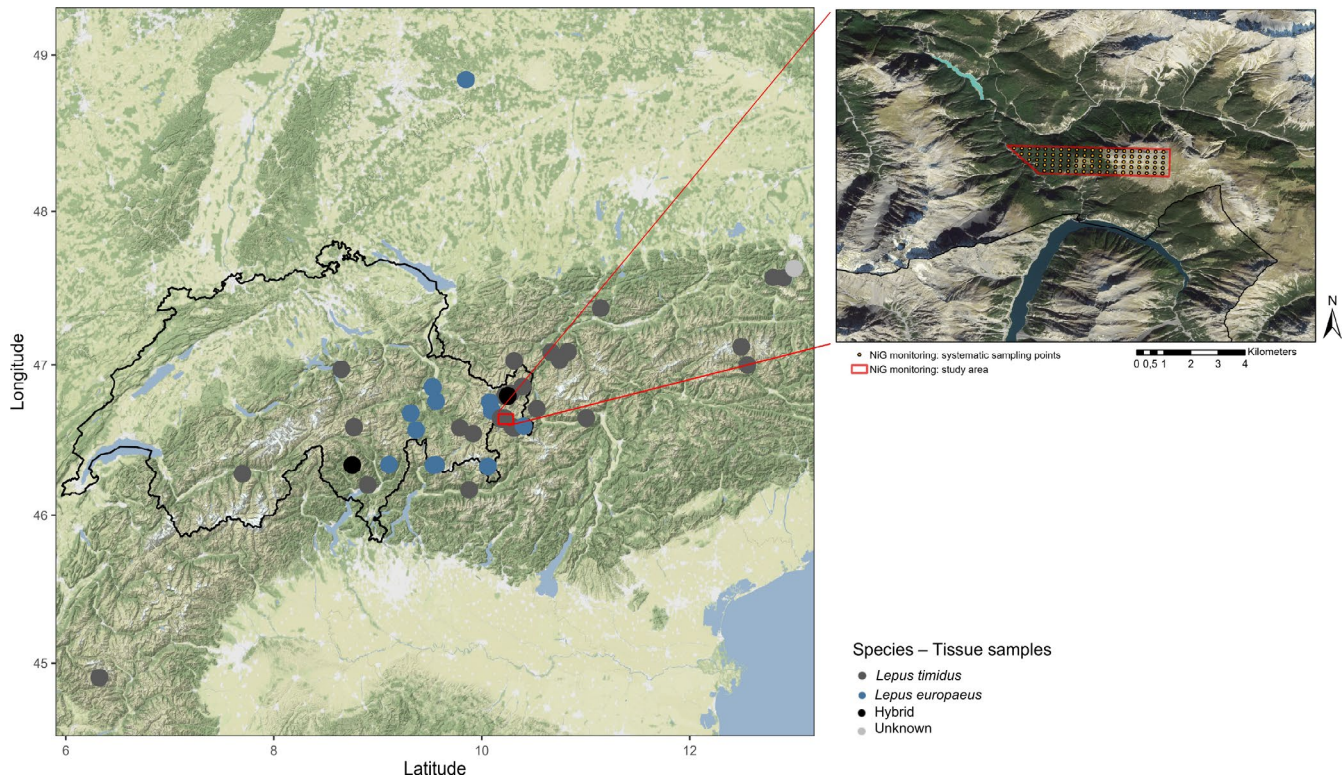 49
48
47
46
45
Longitude
6
8
10
12
Latitude
N
NiG monitoring: systematic sampling points
NiG monitoring: study area
Kilometers
0 0,5 1 2 3 4
Species – Tissue samples
Lepus timidus
Lepus europaeus
Hybrid
Unknown